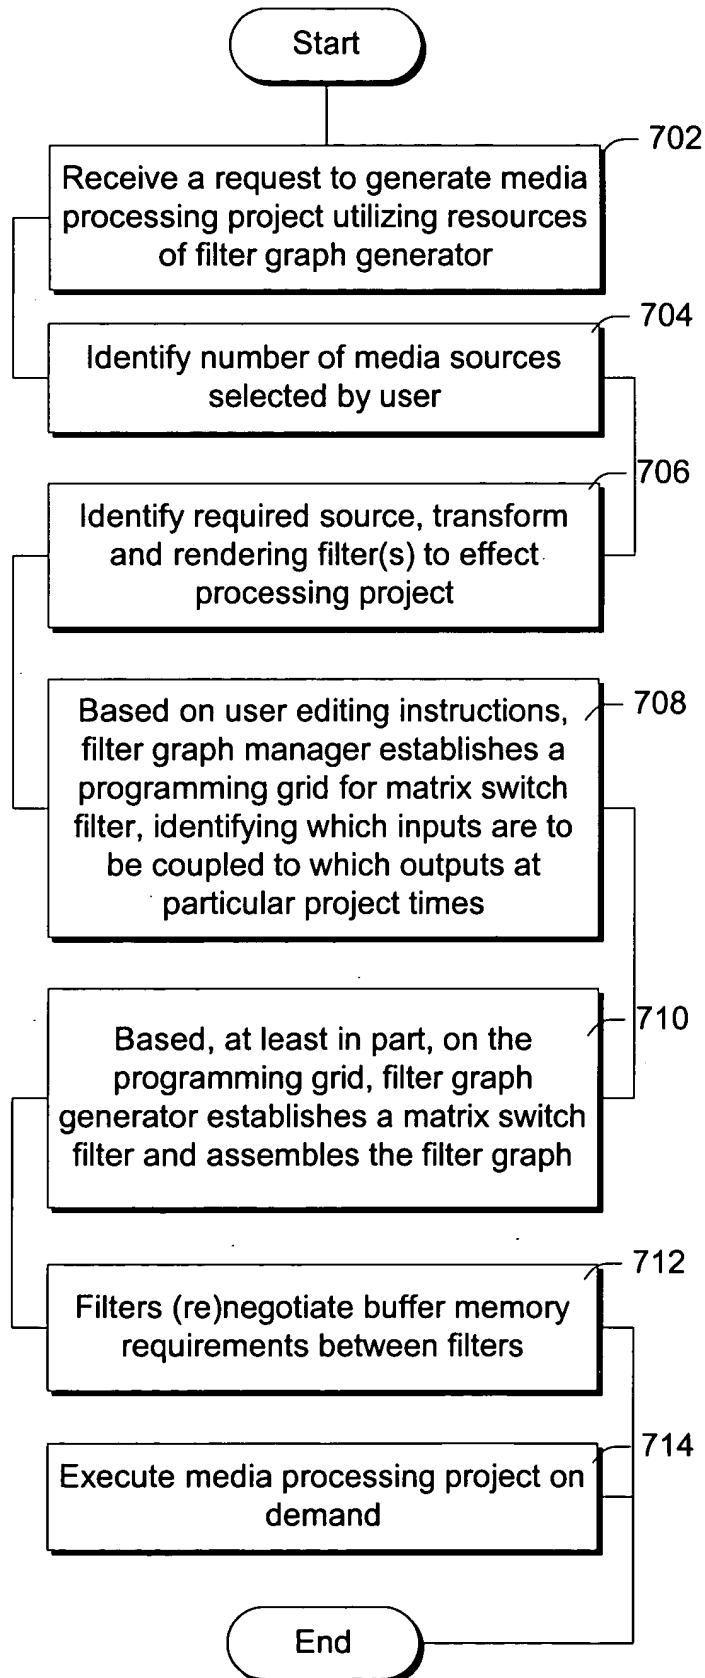 Start
702
Receive a request to generate media
processing project utilizing resources
of filter graph generator
704
Identify number of media sources
selected by user
706
Identify required source, transform
and rendering filter(s) to effect
processing project
708
Based on user editing instructions,
filter graph manager establishes a
programming grid for matrix switch
filter, identifying which inputs are to
be coupled to which outputs at
particular project times
710
Based, at least in part, on the
programming grid, filter graph
generator establishes a matrix switch
filter and assembles the filter graph
712
Filters (re)negotiate buffer memory
requirements between filters
714
Execute media processing project on
demand
End